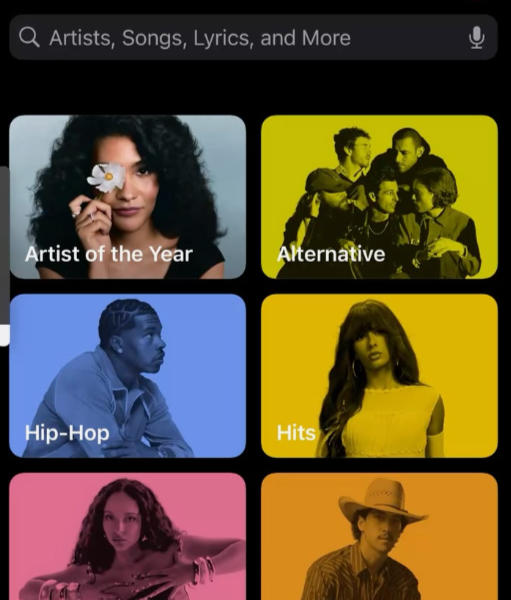 Artists, Songs, Lyrics, and More
Artist of the Year
Alternative
Hip-Hop
Hits